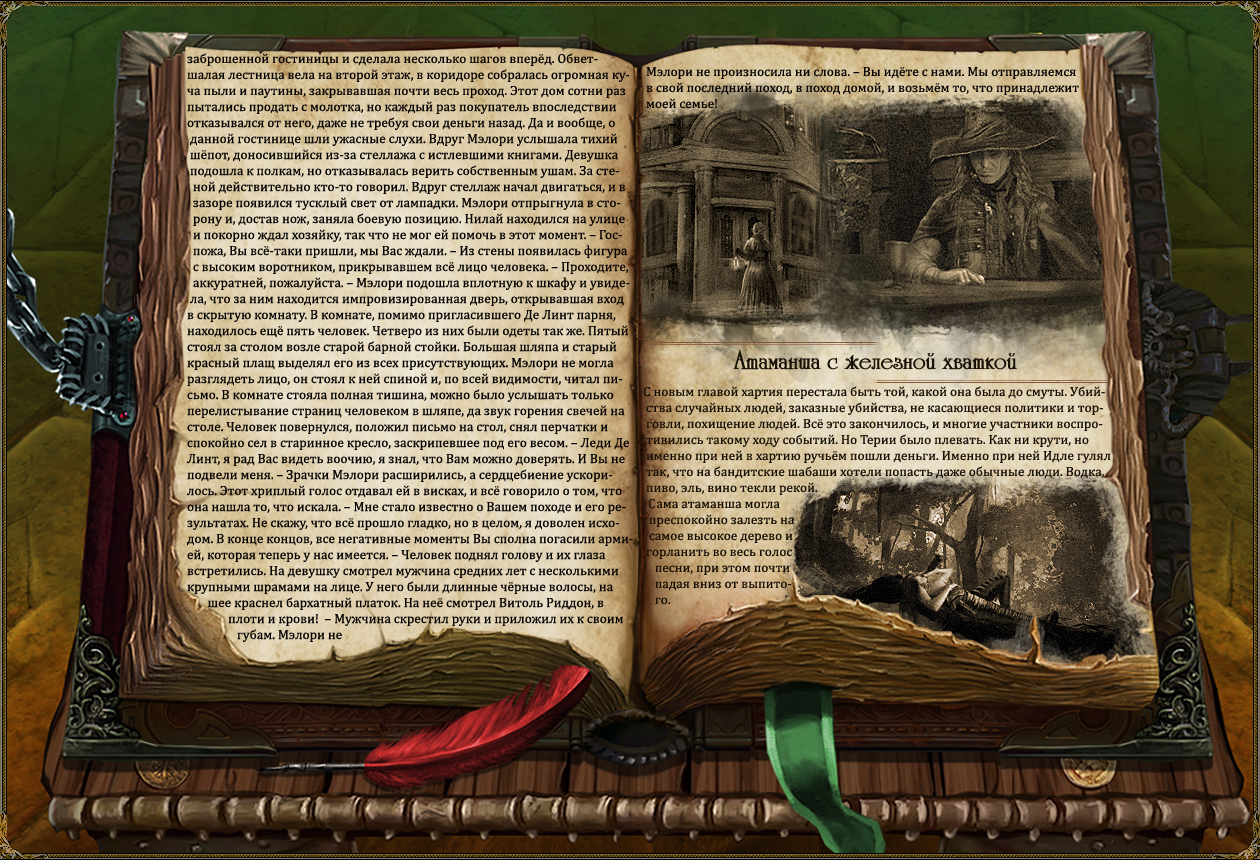 заброшенной гостиницы и сделала несколько шагов вперёд. Обвет-
шалая лестница вела на второй этаж, в коридоре собралась огромная ку-
ча пыли и паутины, закрывавшая почти весь проход. Этот дом сотни раз
пытались продать с молотка, но каждый раз покупатель впоследствии
отказывался от него, даже не требуя свои деньги назад. Да и вообще, о
данной гостинице шли ужасные слухи. Вдруг Мэлори услышала тихий
шёпот, доносившийся из-за стеллажа с истлевшими книгами. Девушка
подошла к полкам, но отказывалась верить собственным ушам. За сте-
ной действительно кто-то говорил. Вдруг стеллаж начал двигаться, и в
зазоре появился тусклый свет от лампадки. Мэлори отпрыгнула в сто-
рону и, достав нож, заняла боевую позицию. Нилай находился на улице
и покорно ждал хозяйку, так что не мог ей помочь в этот момент. – Гос-
пожа, Вы всё-таки пришли, мы Вас ждали. – Из стены появилась фигура
с высоким воротником, прикрывавшем всё лицо человека. – Проходите,
аккуратней, пожалуйста. – Мэлори подошла вплотную к шкафу и увиде-
ла, что за ним находится импровизированная дверь, открывавшая вход
в скрытую комнату. В комнате, помимо пригласившего Де Линт парня,
находилось ещё пять человек. Четверо из них были одеты так же. Пятый
стоял за столом возле старой барной стойки. Большая шляпа и старый
красный плащ выделял его из всех присутствующих. Мэлори не могла
разглядеть лицо, он стоял к ней спиной и, по всей видимости, читал пи-
сьмо. В комнате стояла полная тишина, можно было услышать только
перелистывание страниц человеком в шляпе, да звук горения свечей на
столе. Человек повернулся, положил письмо на стол, снял перчатки и
спокойно сел в старинное кресло, заскрипевшее под его весом. – Леди Де
Линт, я рад Вас видеть воочию, я знал, что Вам можно доверять. И Вы не
подвели меня. – Зрачки Мэлори расширились, а сердцебиение ускори-
лось. Этот хриплый голос отдавал ей в висках, и всё говорило о том, что
она нашла то, что искала. – Мне стало известно о Вашем походе и его ре-
зультатах. Не скажу, что всё прошло гладко, но в целом, я доволен исхо-
дом. В конце концов, все негативные моменты Вы сполна погасили арми-
ей, которая теперь у нас имеется. – Человек поднял голову и их глаза
встретились. На девушку смотрел мужчина средних лет с несколькими
крупными шрамами на лице. У него были длинные чёрные волосы, на
шее краснел бархатный платок. На неё смотрел Витоль Риддон, в
плоти и крови! – Мужчина скрестил руки и приложил их к своим
губам. Мэлори не
Мэлори не произносила ни слова. – Вы идёте с нами. Мы отправляемся
в свой последний поход, в поход домой, и возьмём то, что принадлежит
моей семье!
Атаманша с железной хваткой
С новым главой хартия перестала быть той, какой она была до смуты. Убий-
ства случайных людей, заказные убийства, не касающиеся политики и тор-
говли, похищение людей. Всё это закончилось, и многие участники воспро-
тивились такому ходу событий. Но Терии было плевать. Как ни крути, но
именно при ней в хартию ручьём пошли деньги. Именно при ней Идле гулял
так, что на бандитские шабаши хотели попасть даже обычные люди. Водка,
пиво, эль, вино текли рекой.
Сама атаманша могла
преспокойно залезть на
самое высокое дерево и
горланить во весь голос
песни, при этом почти
падая вниз от выпито-
го.